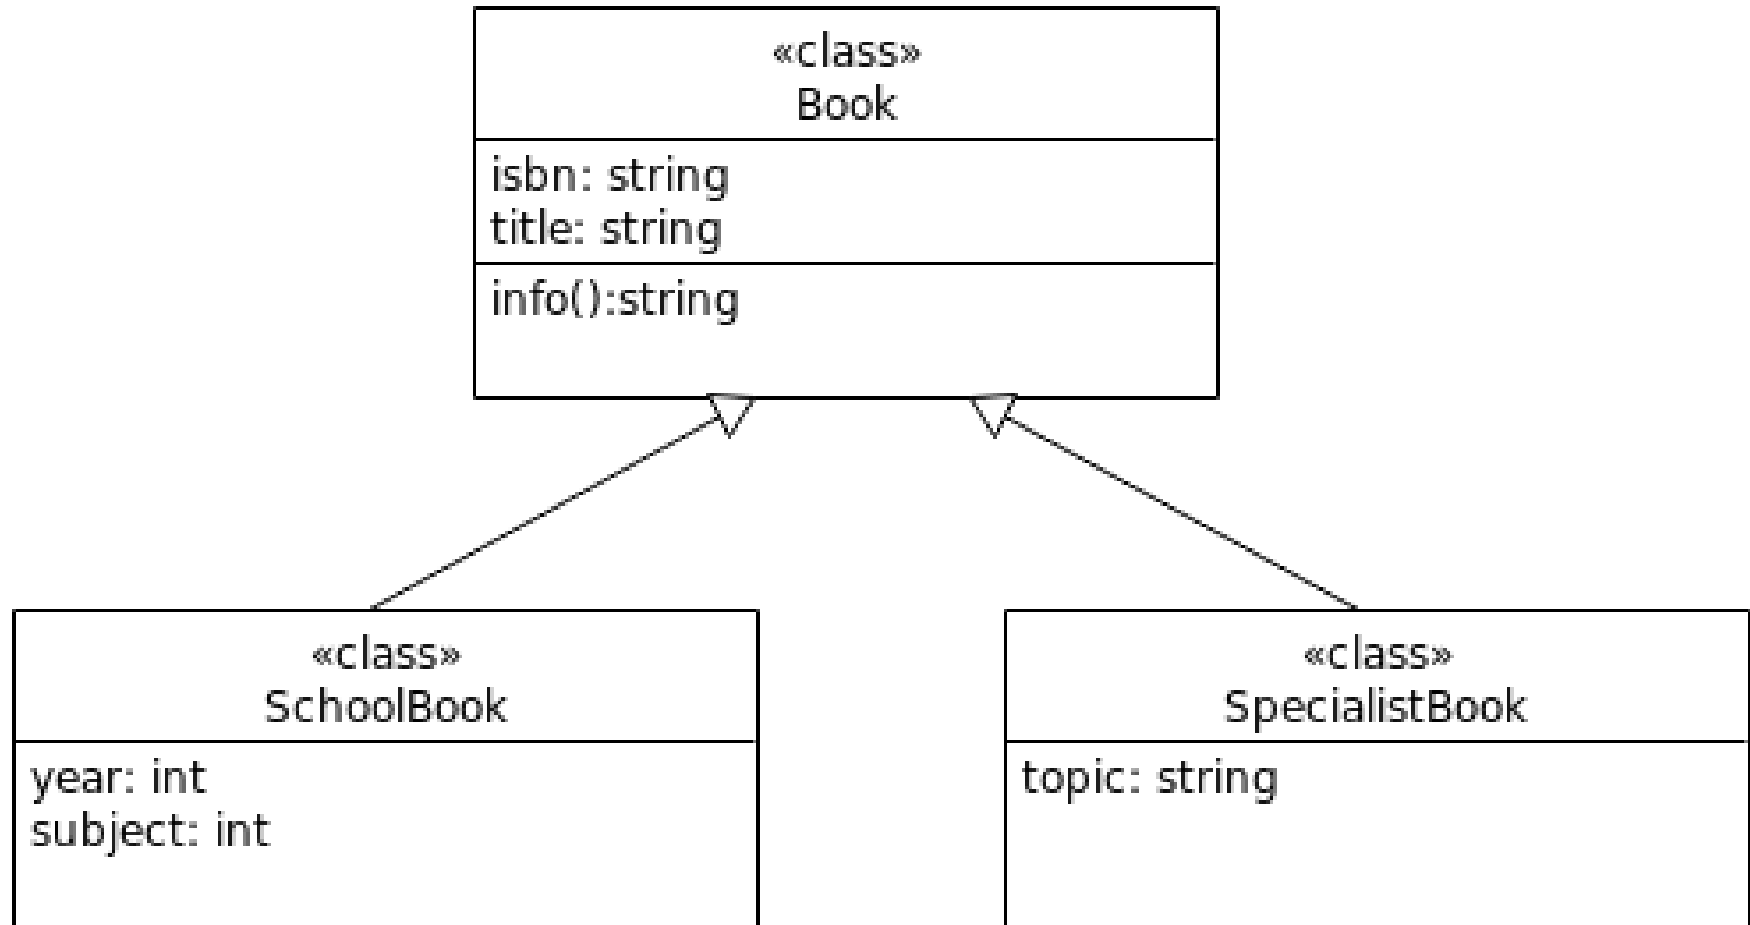 «class»
Book
isbn: string
title: string
info():string
«class»
SchoolBook
year: int
subject: int
«class»
SpecialistBook
topic: string